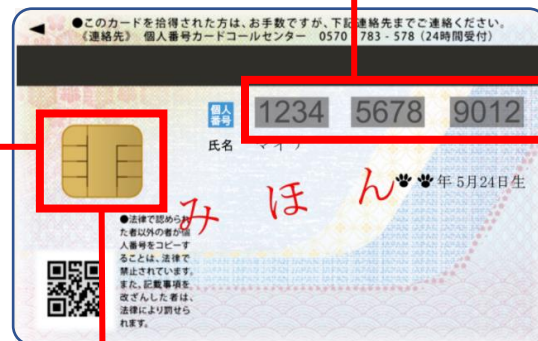 ●このカードを拾得された方は、お手数ですが、下記連絡先までご連絡ください。
《連絡先》 個人番号カードコールセンター 0570 783 - 578 (24時間受付)
個人
番号
1234 5678 9012
氏名
年 5月24日生
みほん
●法律で認められ
た者以外の者が個
人番号をコピーす
ることは、法律で
禁止されています。
また、記載事項を
改ざんした者は、
法律により罰せら
れます。